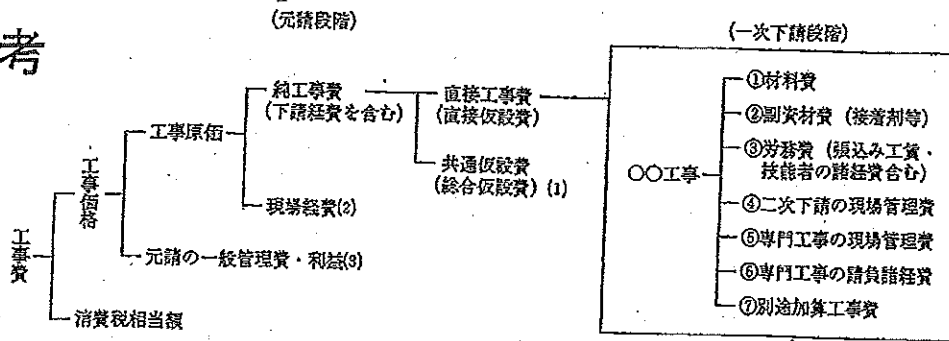 考
(元請段階)
(一次下請段階)
工事費
工事価格
消費税相当額
工事原価
元請の一般管理費・利益(3)
純工事費
(下請経費を含む)
現場経費(2)
直接工事費
(直接仮設費)
共通仮設費
(総合仮設費) (1)
〇〇工事
①材料費
②副資材費 (接着剤等)
③労務費 (張込み工賃・
技能者の諸経費含む)
④二次下請の現場管理費
⑤専門工事の現場管理費
⑥専門工事の請負諸経費
⑦別途加算工事費